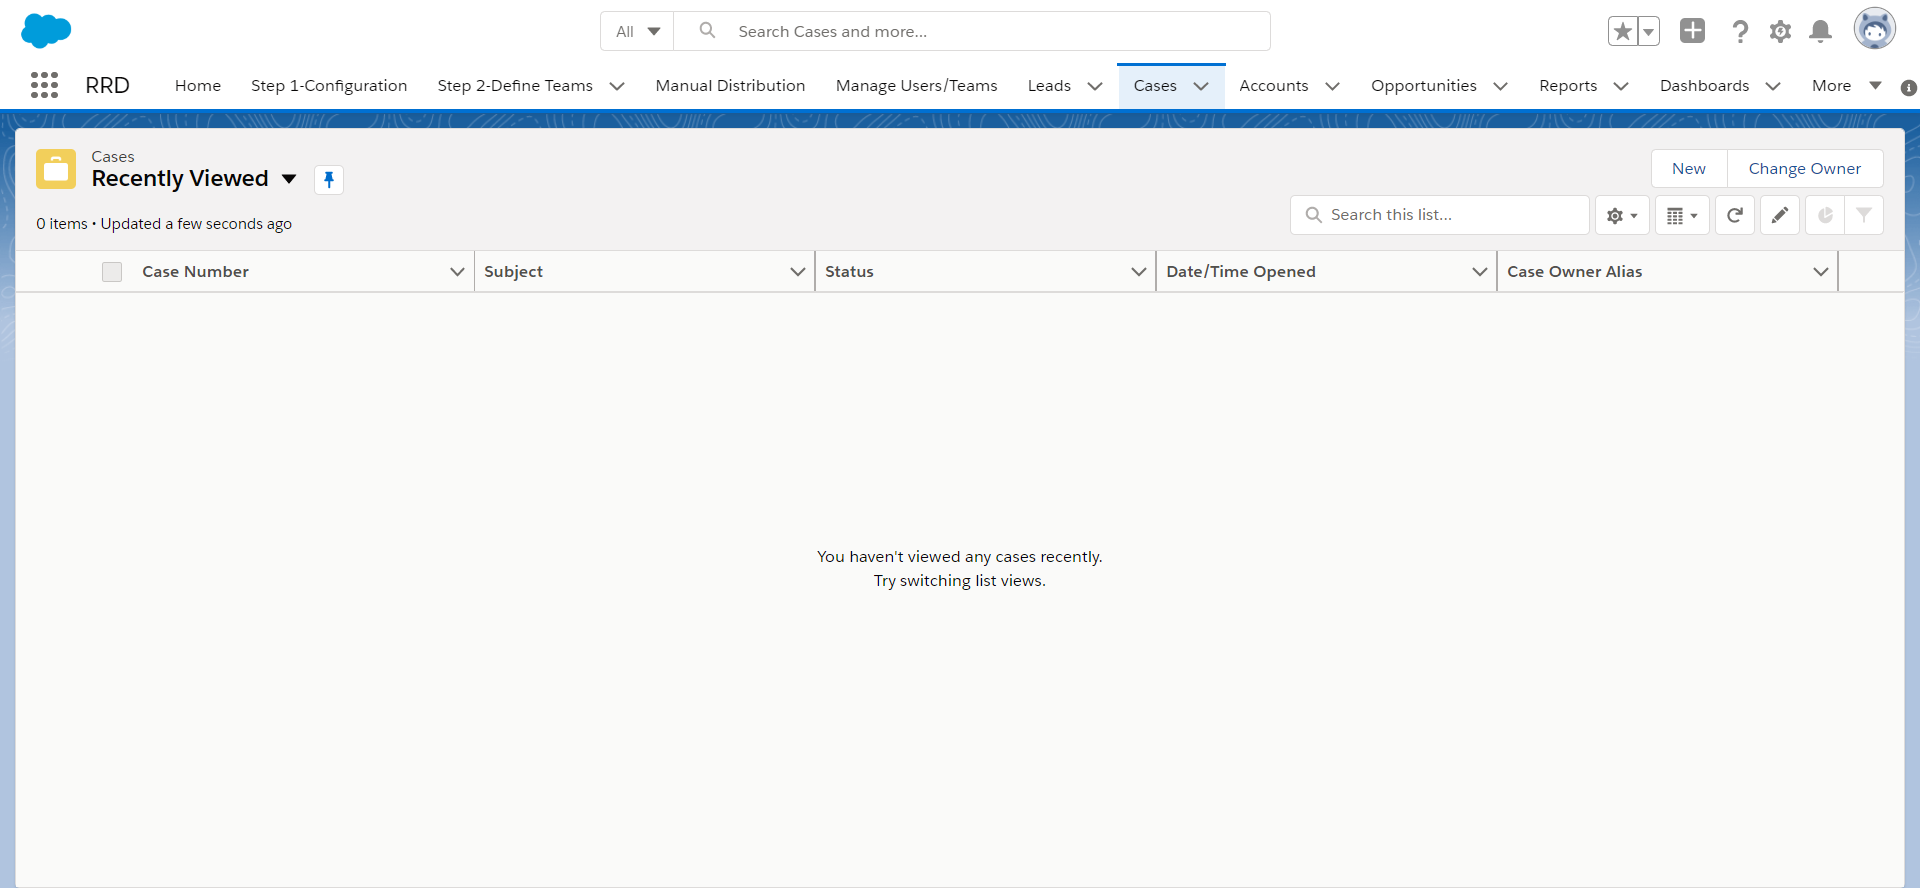 All
Search Cases and more...
RRD
Home
Step 1-Configuration
Step 2-Define Teams
Manual Distribution
Manage Users/Teams
Leads
Cases
Accounts
Opportunities
Reports
Dashboards
More
Cases
Recently Viewed
New
Change Owner
0 items • Updated a few seconds ago
Search this list...
Case Number
Subject
Status
Date/Time Opened
Case Owner Alias
You haven't viewed any cases recently.
Try switching list views.